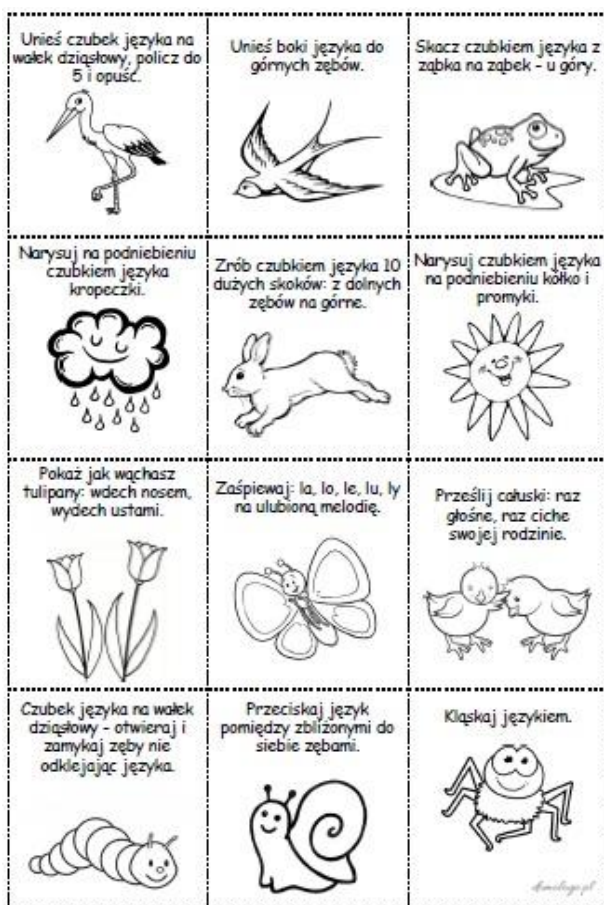 Unieś czubek języka na
wałek dziąsłowy, policz do
5 i opuść.
Unieś boki języka do
górnych zębów.
Skacz czubkiem języka z
ząbka na ząbek - u góry.
Narysuj na podniebieniu
czubkiem języka
kropeczki.
Zrób czubkiem języka 10
dużych skoków: z dolnych
zębów na górne.
Narysuj czubkiem języka
na podniebieniu kółko i
promyki.
Pokaż jak wąchasz
tulipany: wdech nosem,
wydech ustami.
Zaśpiewaj: la, lo, le, lu, ly
na ulubioną melodię.
Prześlij całuski: raz
głośne, raz ciche
swojej rodzinie.
Czubek języka na wałek
dziąsłowy - otwieraj i
zamykaj zęby nie
odklejając języka.
Przeciskaj język
pomiędzy zbliżonymi do
siebie zębami.
Kląskaj językiem.